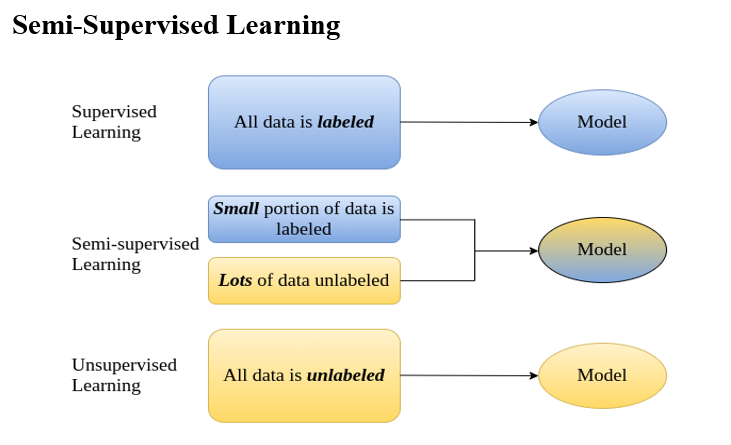 Semi-Supervised Learning
Supervised
Learning
All data is labeled
Model
Semi-supervised
Learning
Small portion of data is
labeled
Lots of data unlabeled
Model
Unsupervised
Learning
All data is unlabeled
Model